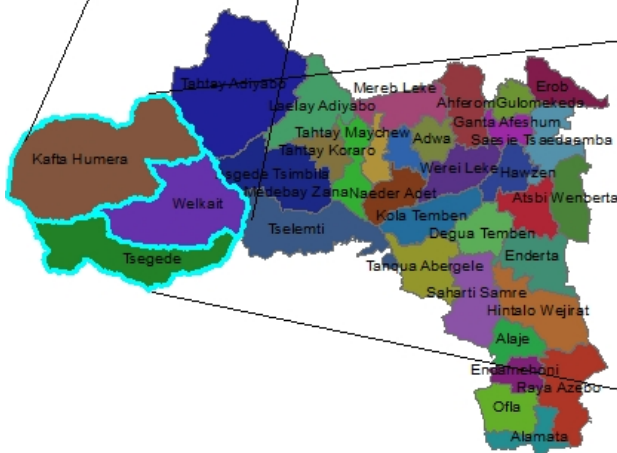 Erob
Tahtay Adiyabo
Mereb Leke
Laelay Adiyabo
Ahferom
Gulomekeda
Ganta Afeshum
Tahtay Maychew
Adwa
Saesie Tsaedaemba
Kafta Humera
Tahtay Koraro
Werei Leke
Hawzen
sgede Tsimbila
Medebay Zana
Naeder Adet
Atsbi Wenberta
Welkait
Kola Temben
Tselemti
Degua Temben
Tsegede
Enderta
Tanqua Abergele
Saharti Samre
Hintalo Wejirat
Alaje
Endamehoni
Raya Azebo
Ofla
Alamata